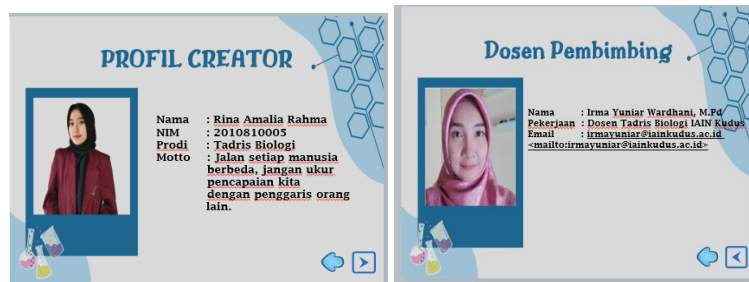 PROFIL CREATOR
Nama : Rina Amalia Rahma
NIM : 2010810005
Prodi : Tadris Biologi
Motto : Jalan setiap manusia
berbeda, jangan ukur
pencapaian kita
dengan penggaris orang
lain.
Dosen Pembimbing
Nama : Irma Yuniar Wardhani, M.Pd
Pekerjaan : Dosen Tadris Biologi IAIN Kudus
Email : irmayuniar@iainkudus.ac.id
<mailto:irmayuniar@iainkudus.ac.id>